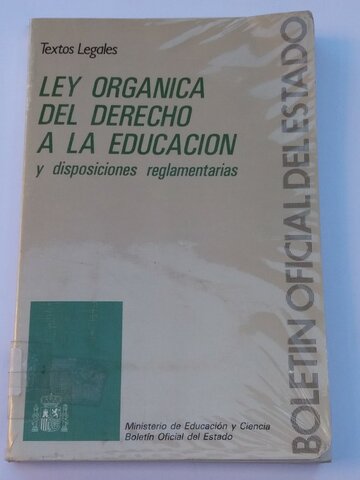 Textos Legales
LEY ORGANICA
DEL DERECHO
A LA EDUCACION
y disposiciones reglamentarias
BOLETIN OFICIAL DEL ESTADO
Ministerio de Educación y Ciencia
Boletín Oficial del Estado